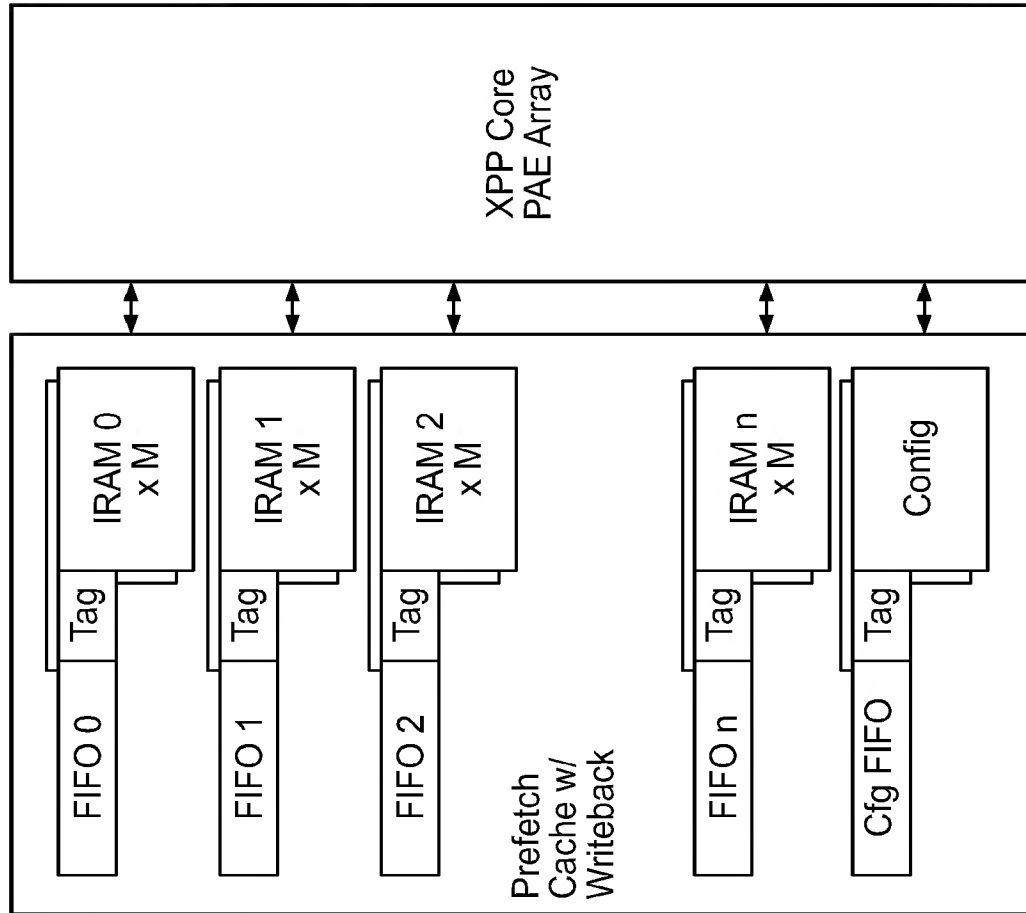 XPP Core
PAE Array
FIFO 0
Tag
IRAM 0
x M
FIFO 1
Tag
IRAM 1
x M
FIFO 2
Tag
IRAM 2
x M
Prefetch
Cache w/
Writeback
FIFO n
Tag
IRAM n
x M
Cfg FIFO
Tag
Config